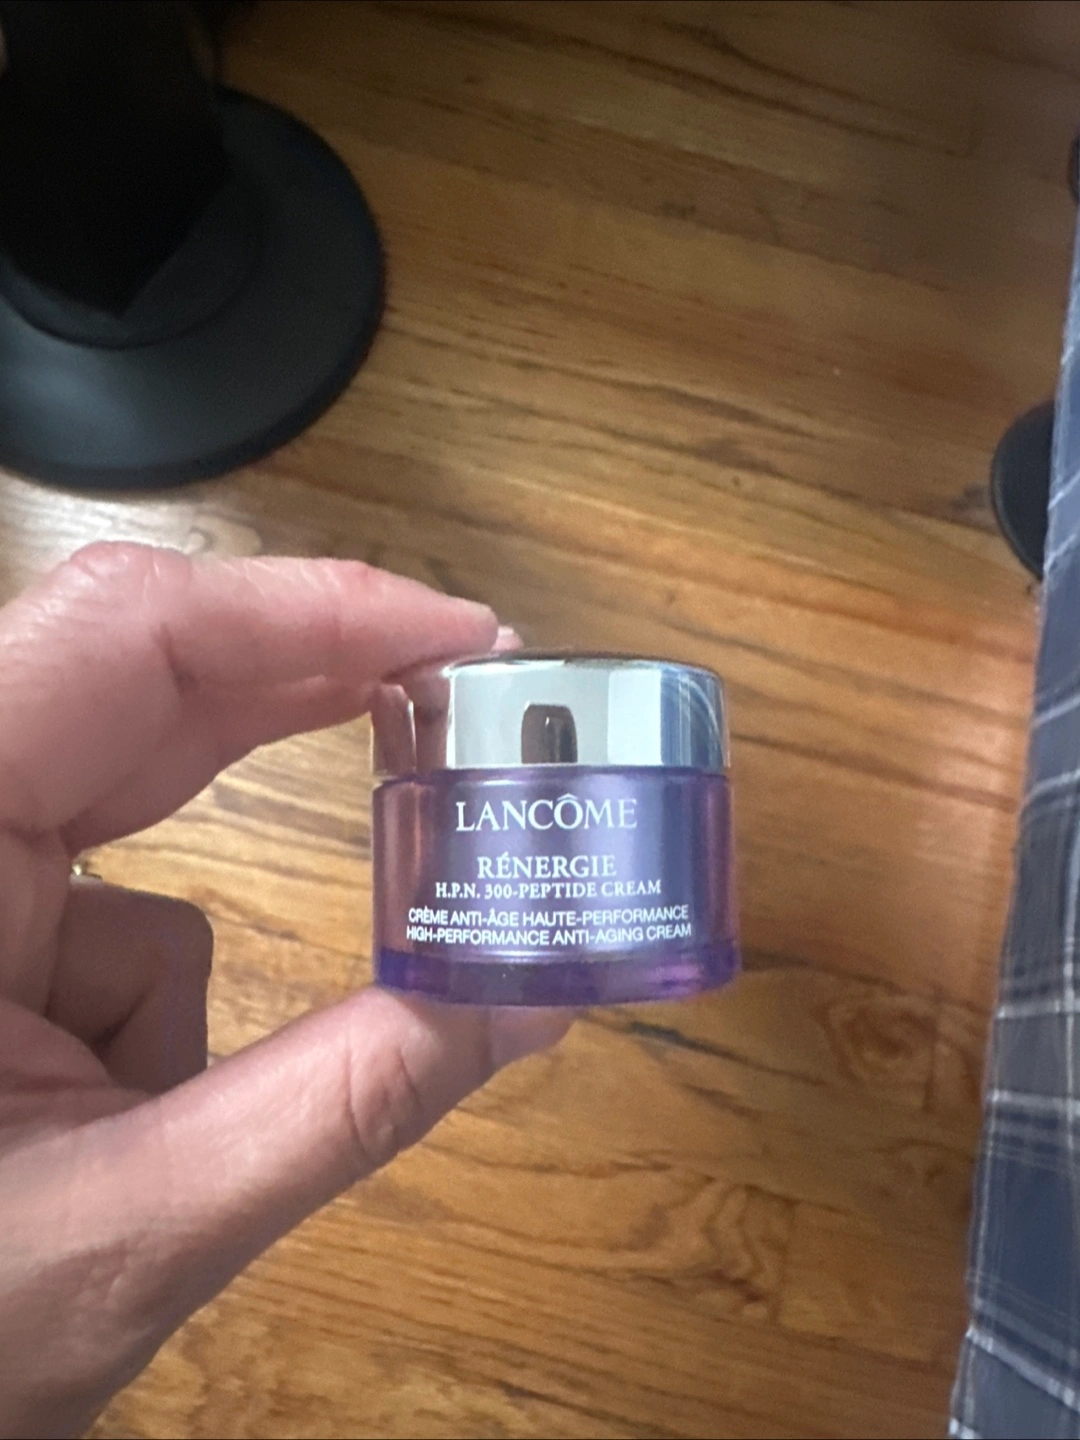 LANCÔME
RÉNERGIE
H.P.N. 300-PEPTIDE CREAM
CRÈME ANTI-ÂGE HAUTE-PERFORMANCE
HIGH-PERFORMANCE ANTI-AGING CREAM